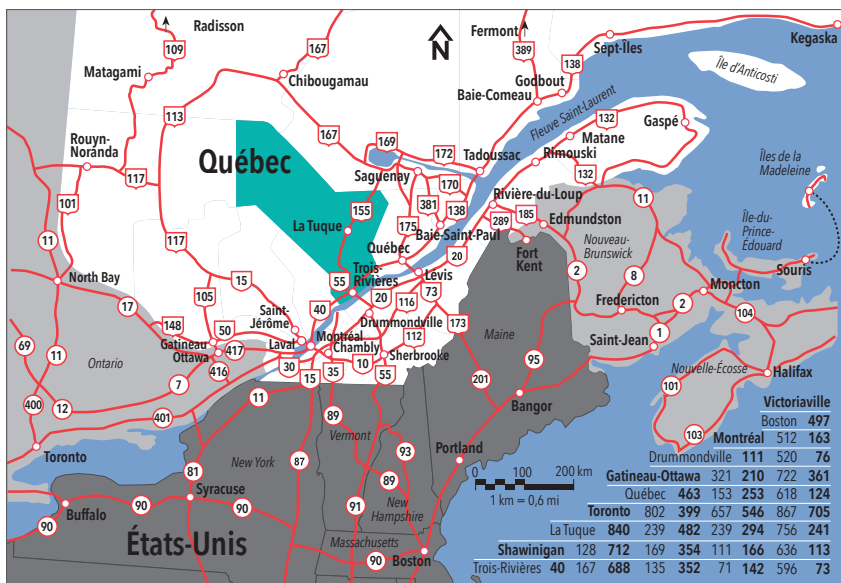 Radisson
109
167
Fermont
389
Sept-Îles
Kegaska
Matagami
Chibougamau
N
138
Godbout
Île d'Anticosti
Baie-Comeau
113
Fleuve Saint-Laurent
132
Gaspé
167
169
172
Tadoussac
Matane
Rimouski
Rouyn-
Noranda
117
Québec
Saguenay
170
132
Îles de la
Madeleine
101
155
381
138
Rivière-du-Loup
11
La Tuque
175
Baie-Saint-Paul
289
185
Edmundston
Île-du-
Prince-
Édouard
11
117
Québec
20
Fort
Kent
Nouveau-
Brunswick
North Bay
15
55
Trois-
Rivières
Lévis
2
8
Souris
Moncton
17
105
40
20
116
73
Fredericton
2
Saint-
Jérôme
148
50
Drummondville
173
104
69
Gatineau
Ottawa
417
Laval
Montréal
Chambly
112
Maine
Saint-Jean
1
11
Ontario
416
30
10
Sherbrooke
95
Nouvelle-Écosse
7
15
35
55
201
101
Halifax
400
12
401
11
89
Bangor
103
Toronto
Vermont
93
Portland
81
New York
87
0 100 200 km
1 km = 0,6 mi
Syracuse
89
90
Buffalo
90
90
91
New
Hampshire
90
États-Unis
Massachusetts
90
Boston
Victoriaville
Boston 497
Montréal 512 163
Drummondville 111 520 76
Gatineau-Ottawa 321 210 722 361
Québec 463 153 253 618 124
Toronto 802 399 657 546 867 705
La Tuque 840 239 482 239 294 756 241
Shawinigan 128 712 169 354 111 166 636 113
Trois-Rivières 40 167 688 135 352 71 142 596 73